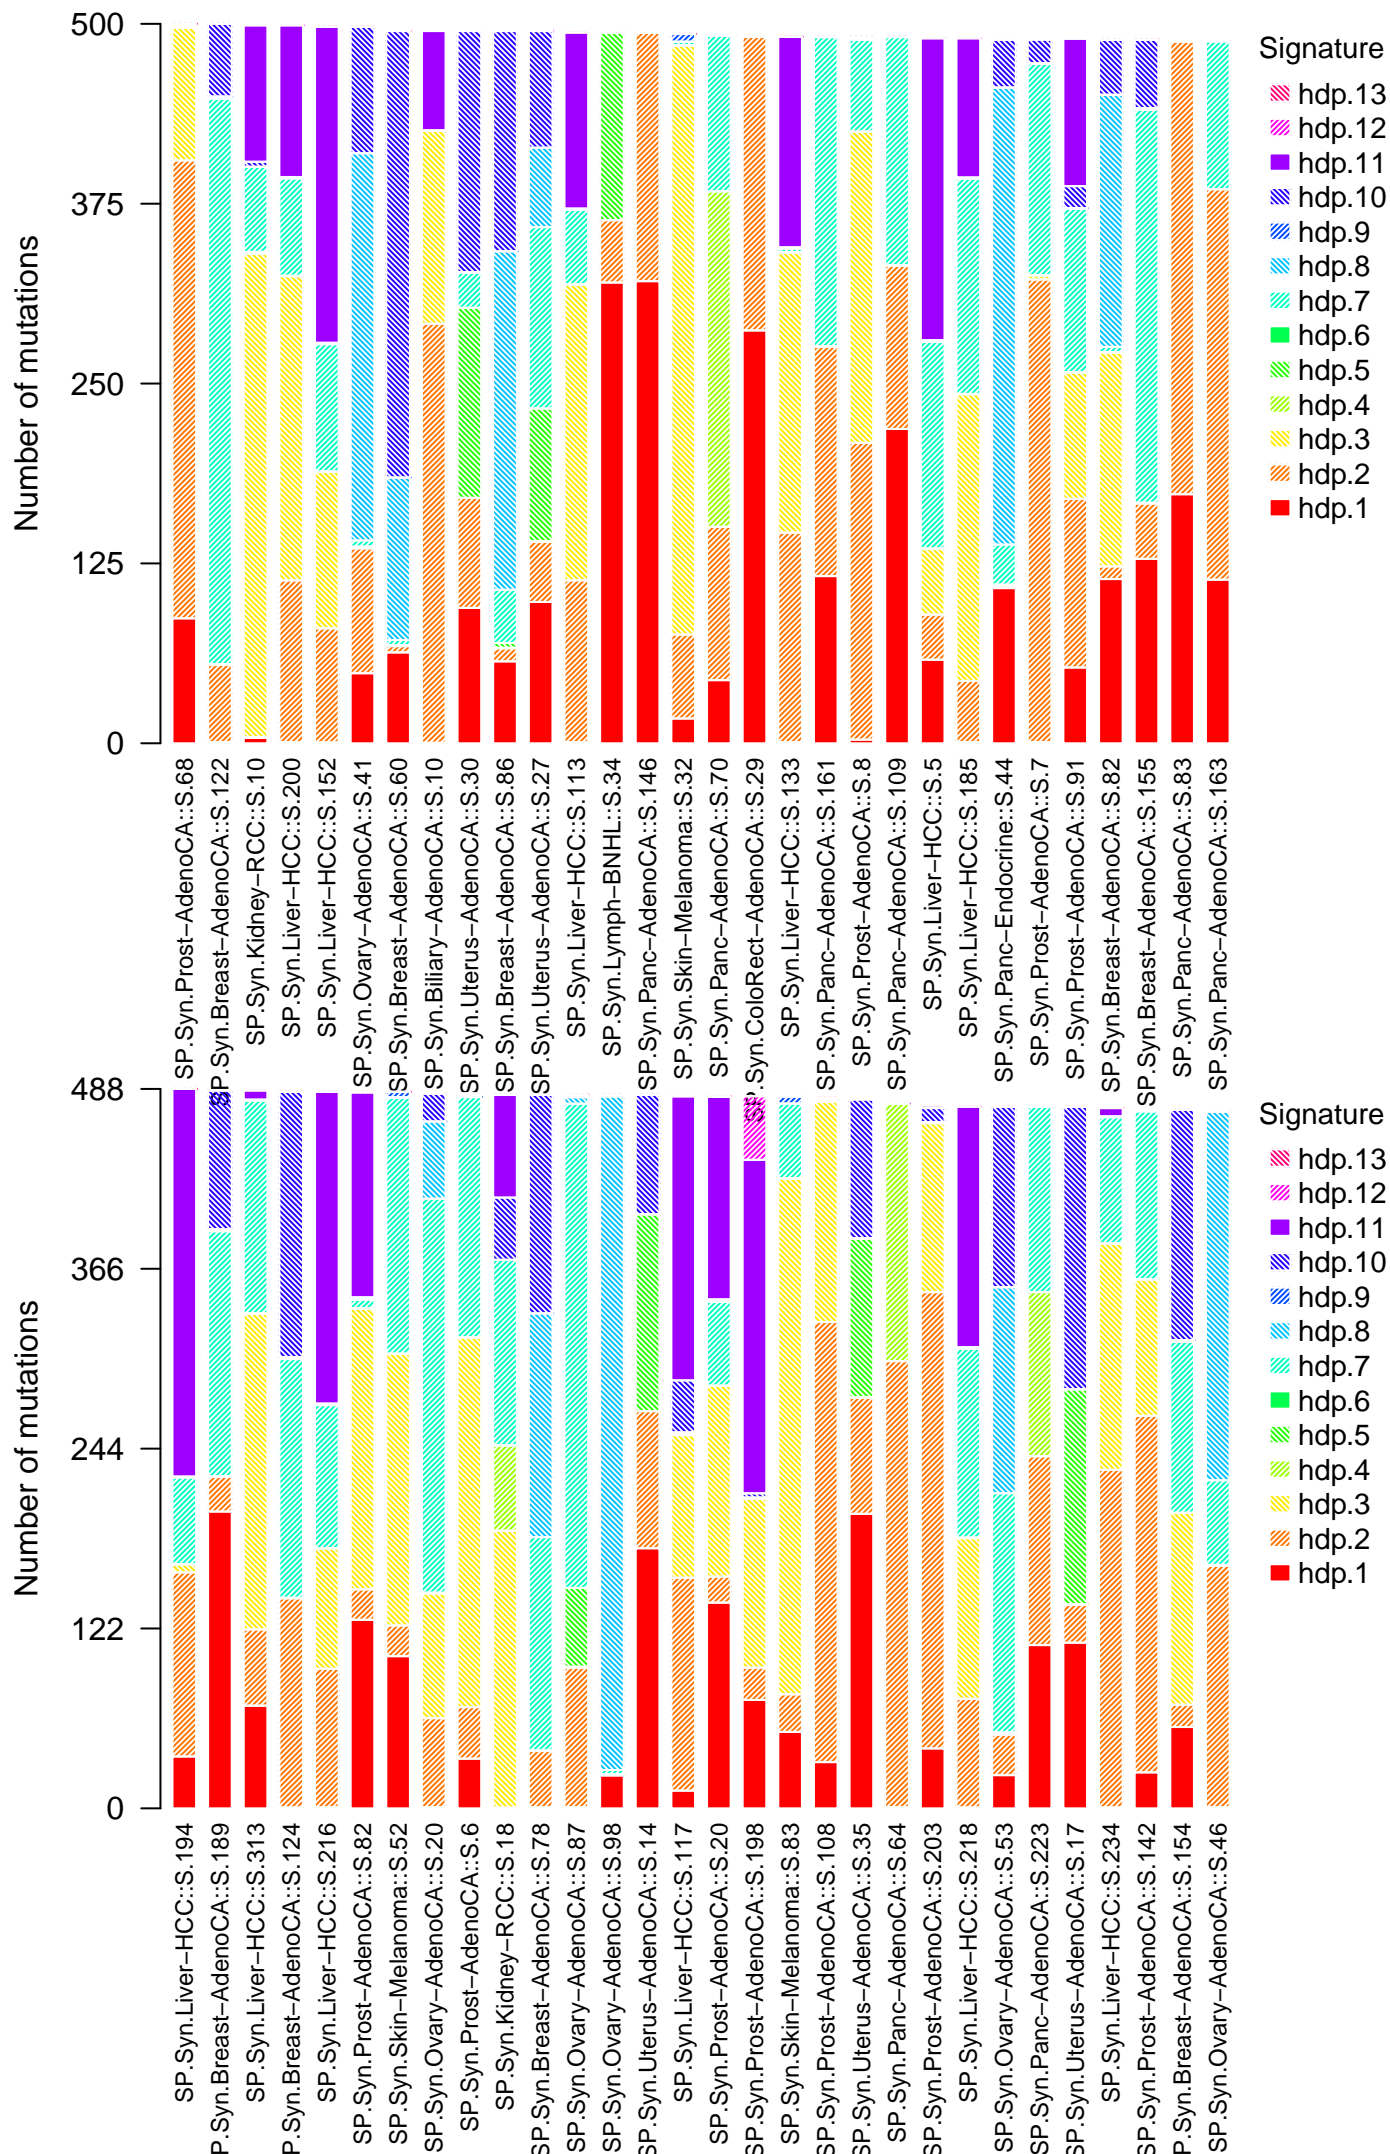 Number of mutations
500
375
250
125
0
Signature
hdp.13
hdp.12
hdp.11
hdp.10
hdp.9
hdp.8
hdp.7
hdp.6
hdp.5
hdp.4
hdp.3
hdp.2
hdp.1
SP.Syn.Prost−AdenoCA::S.68
SP.Syn.Breast−AdenoCA::S.122
SP.Syn.Kidney−RCC::S.10
SP.Syn.Liver−HCC::S.200
SP.Syn.Liver−HCC::S.152
SP.Syn.Ovary−AdenoCA::S.41
SP.Syn.Breast−AdenoCA::S.60
SP.Syn.Biliary−AdenoCA::S.10
SP.Syn.Uterus−AdenoCA::S.30
SP.Syn.Breast−AdenoCA::S.86
SP.Syn.Uterus−AdenoCA::S.27
SP.Syn.Liver−HCC::S.113
SP.Syn.Lymph−BNHL::S.34
SP.Syn.Panc−AdenoCA::S.146
SP.Syn.Skin−Melanoma::S.32
SP.Syn.Panc−AdenoCA::S.70
SP.Syn.ColoRect−AdenoCA::S.29
SP.Syn.Liver−HCC::S.133
SP.Syn.Panc−AdenoCA::S.161
SP.Syn.Prost−AdenoCA::S.8
SP.Syn.Panc−AdenoCA::S.109
SP.Syn.Liver−HCC::S.5
SP.Syn.Liver−HCC::S.185
SP.Syn.Panc−Endocrine::S.44
SP.Syn.Prost−AdenoCA::S.7
SP.Syn.Prost−AdenoCA::S.91
SP.Syn.Breast−AdenoCA::S.82
SP.Syn.Breast−AdenoCA::S.155
SP.Syn.Panc−AdenoCA::S.83
SP.Syn.Panc−AdenoCA::S.163
Number of mutations
488
366
244
122
0
Signature
hdp.13
hdp.12
hdp.11
hdp.10
hdp.9
hdp.8
hdp.7
hdp.6
hdp.5
hdp.4
hdp.3
hdp.2
hdp.1
SP.Syn.Liver−HCC::S.194
P.Syn.Breast−AdenoCA::S.189
SP.Syn.Liver−HCC::S.313
P.Syn.Breast−AdenoCA::S.124
SP.Syn.Liver−HCC::S.216
SP.Syn.Prost−AdenoCA::S.82
SP.Syn.Skin−Melanoma::S.52
SP.Syn.Ovary−AdenoCA::S.20
SP.Syn.Prost−AdenoCA::S.6
SP.Syn.Kidney−RCC::S.18
SP.Syn.Breast−AdenoCA::S.78
SP.Syn.Ovary−AdenoCA::S.87
SP.Syn.Ovary−AdenoCA::S.98
SP.Syn.Uterus−AdenoCA::S.14
SP.Syn.Liver−HCC::S.117
SP.Syn.Prost−AdenoCA::S.20
SP.Syn.Prost−AdenoCA::S.198
SP.Syn.Skin−Melanoma::S.83
SP.Syn.Prost−AdenoCA::S.108
SP.Syn.Uterus−AdenoCA::S.35
SP.Syn.Panc−AdenoCA::S.64
SP.Syn.Prost−AdenoCA::S.203
SP.Syn.Liver−HCC::S.218
SP.Syn.Ovary−AdenoCA::S.53
SP.Syn.Panc−AdenoCA::S.223
SP.Syn.Uterus−AdenoCA::S.17
SP.Syn.Liver−HCC::S.234
SP.Syn.Prost−AdenoCA::S.142
P.Syn.Breast−AdenoCA::S.154
SP.Syn.Ovary−AdenoCA::S.46